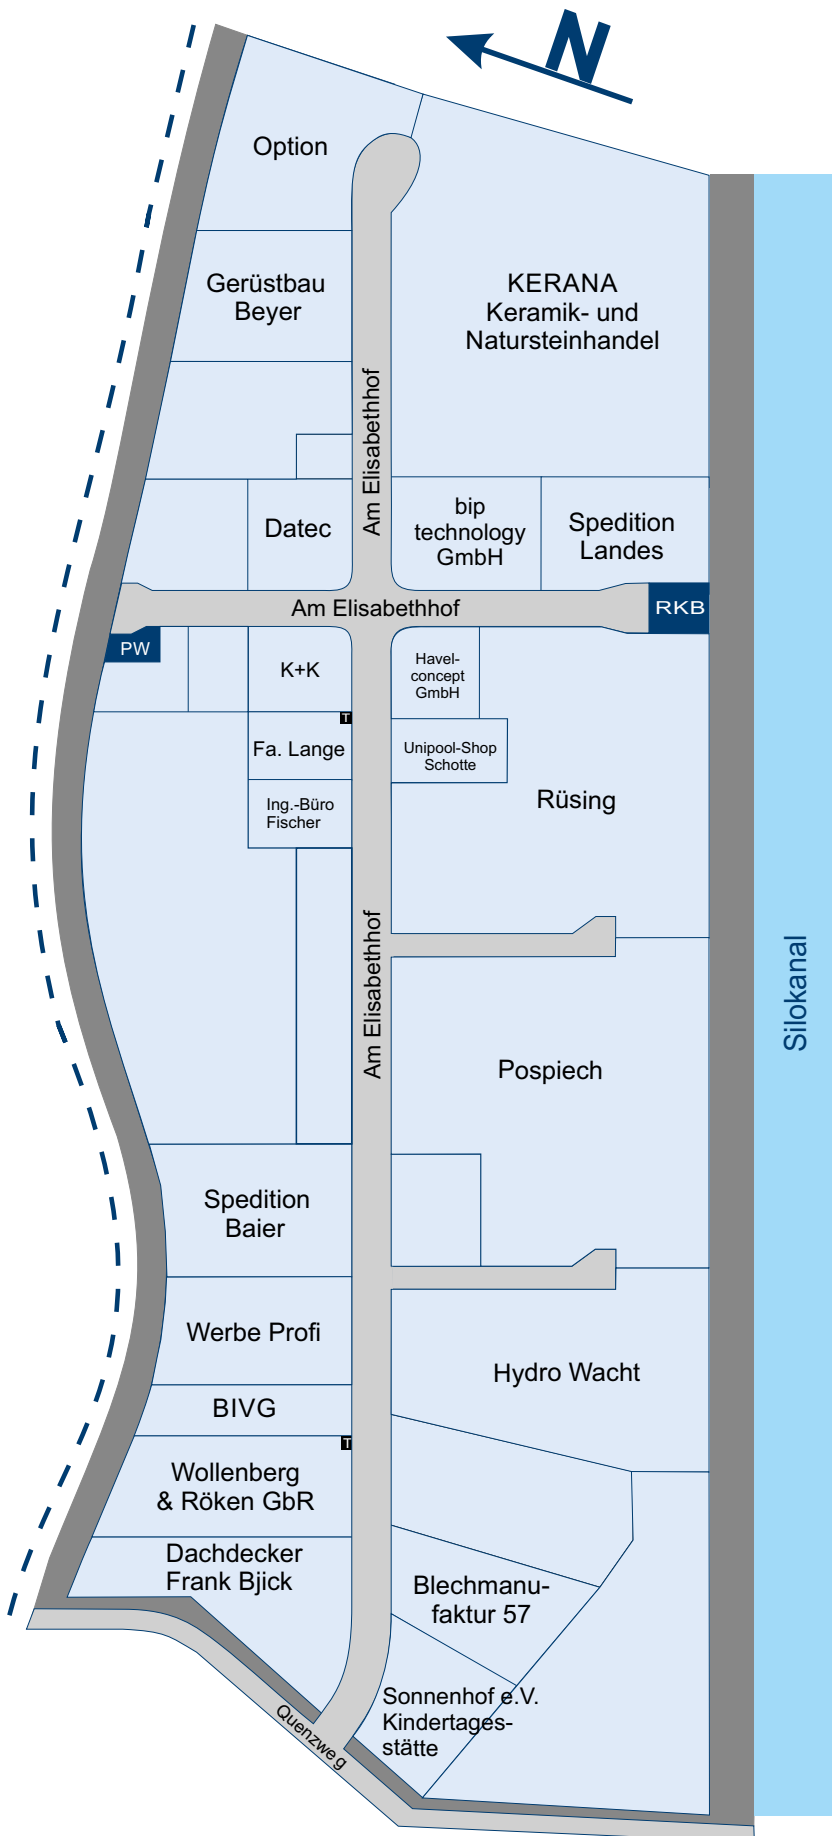 N
Option
Gerüstbau
Beyer
KERANA
Keramik- und
Natursteinhandel
Am Elisabethhof
Datec
bip
technology
GmbH
Spedition
Landes
Am Elisabethhof
RKB
PW
K+K
Havel-
concept
GmbH
T
Fa. Lange
Unipool-Shop
Schotte
Ing.-Büro
Fischer
Rüsing
Am Elisabethhof
Silokanal
Pospiech
Spedition
Baier
Werbe Profi
Hydro Wacht
BIVG
T
Wollenberg
& Röken GbR
Dachdecker
Frank Bjick
Blechmanu-
faktur 57
Sonnenhof e.V.
Kindertages-
stätte
Quenzweg